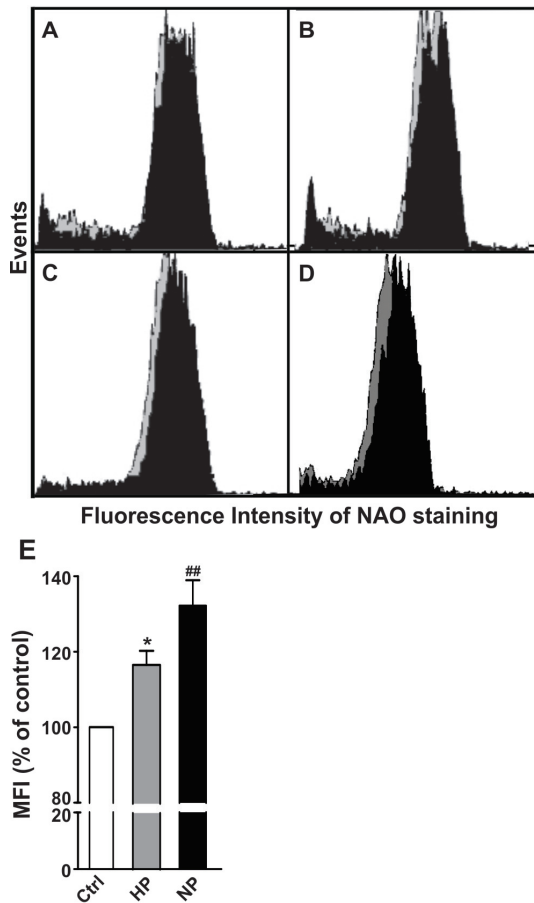 A
B
Events
C
D
Fluorescence Intensity of NAO staining
E
MFI (% of control)
140
120
100
80
20
0
*
##
Ctrl
HP
NP